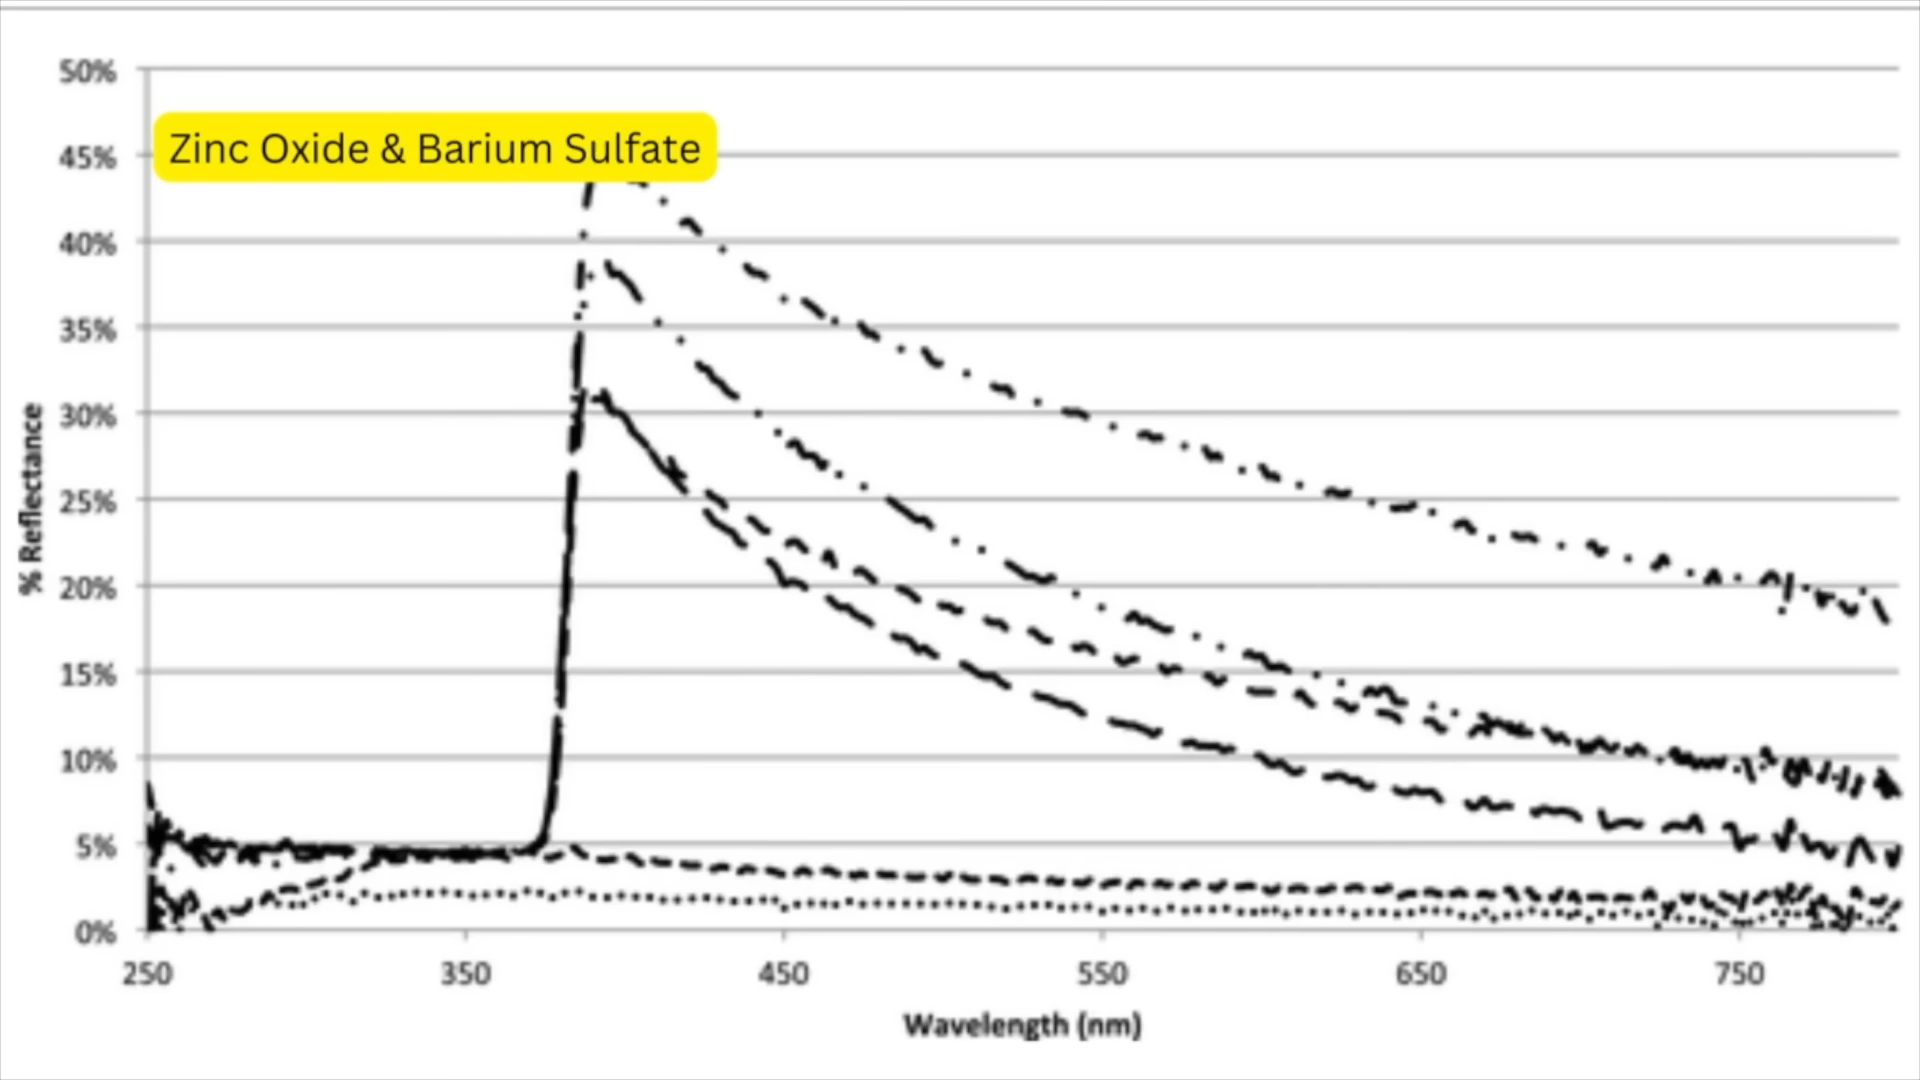 50%
Zinc Oxide & Barium Sulfate
45%
40%
35%
30%
25%
20%
15%
10%
5%
0%
% Reflectance
250 350 450 550 650 750
Wavelength (nm)